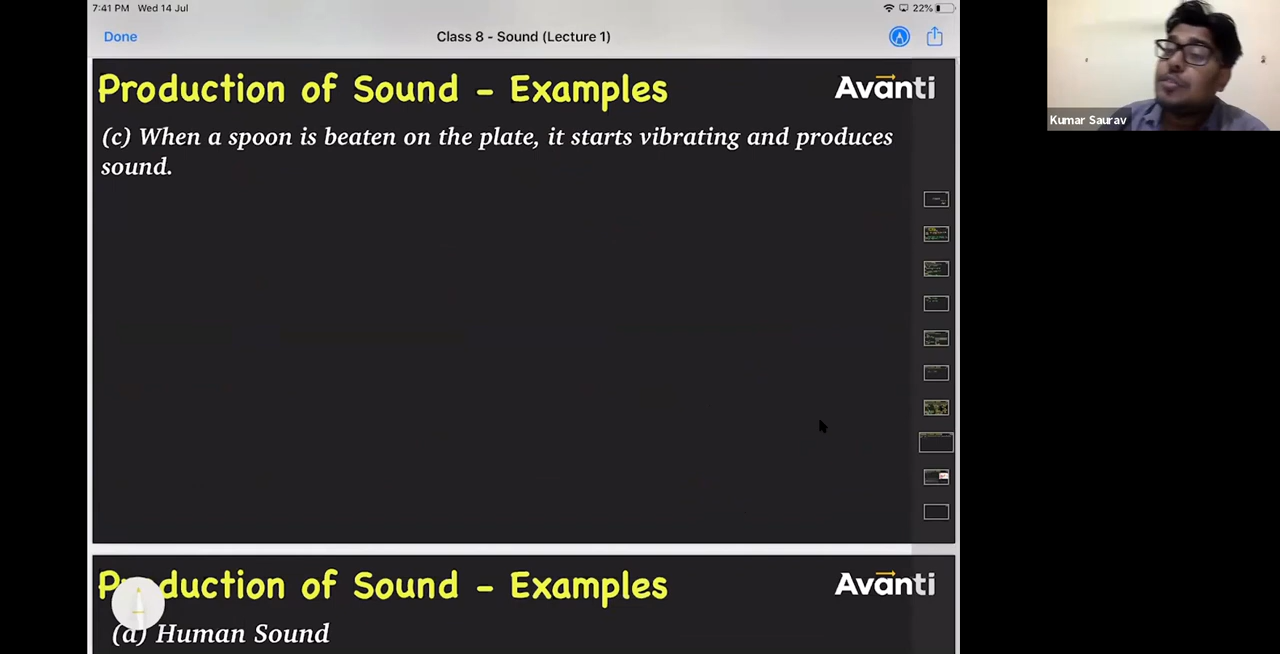 7:41 PM Wed 14 Jul
22%
Done
Class 8 - Sound (Lecture 1)
Production of Sound - Examples
Avanti
(c) When a spoon is beaten on the plate, it starts vibrating and produces
sound.
Kumar Saurav
Production of Sound - Examples
Avanti
(d) Human Sound